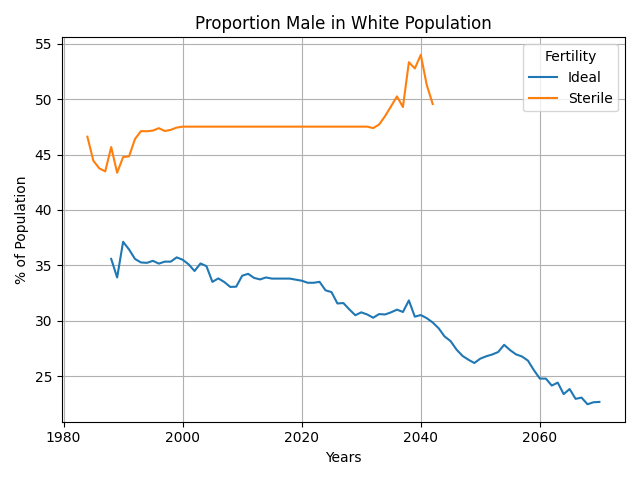 Proportion Male in White Population
Fertility
Ideal
Sterile
% of Population
55
50
45
40
35
30
25
1980
2000
2020
2040
2060
Years